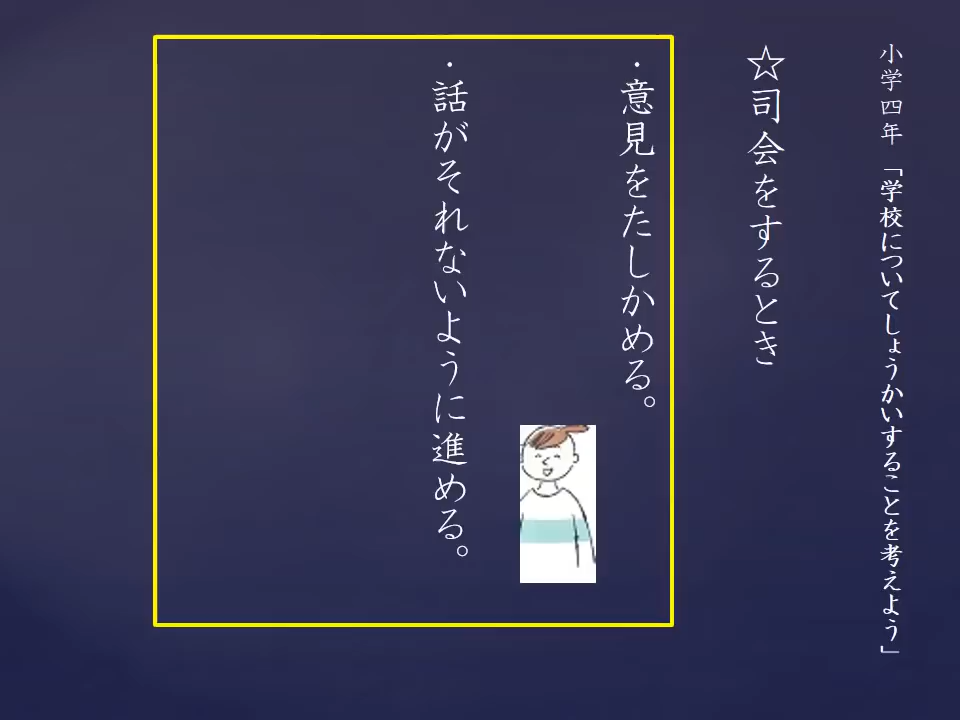 小学四年 「学校についてしょうかいすることを考えよう」
☆司会をするとき
・意見をたしかめる。
・話がそれないように進める。